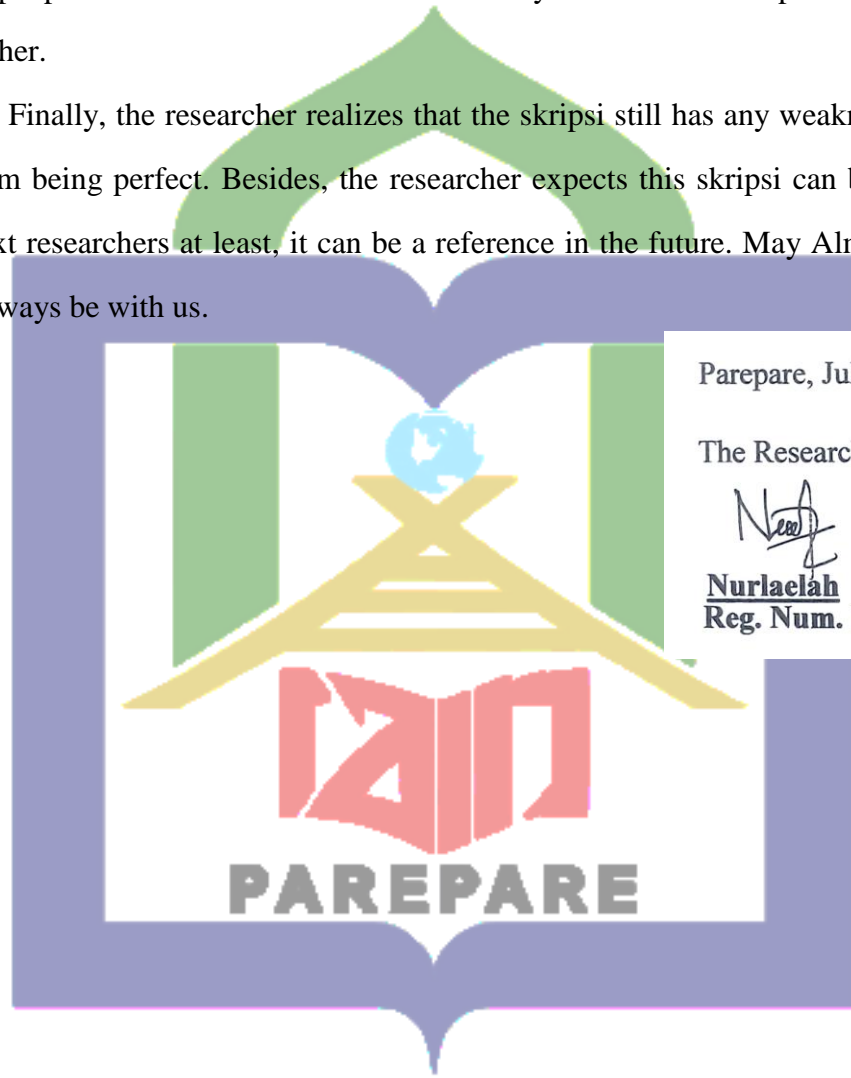 her.
Finally, the researcher realizes that the skripsi still has any weakn
m being perfect. Besides, the researcher expects this skripsi can b
xt researchers at least, it can be a reference in the future. May Alm
ways be with us.
Parepare, Ju
The Research
Nurlaelah
Reg. Num.
iain
PAREPARE